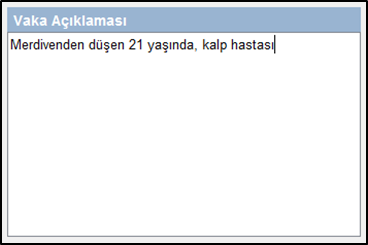 Vaka Açıklaması
Merdivenden düşen 21 yaşında, kalp hastası